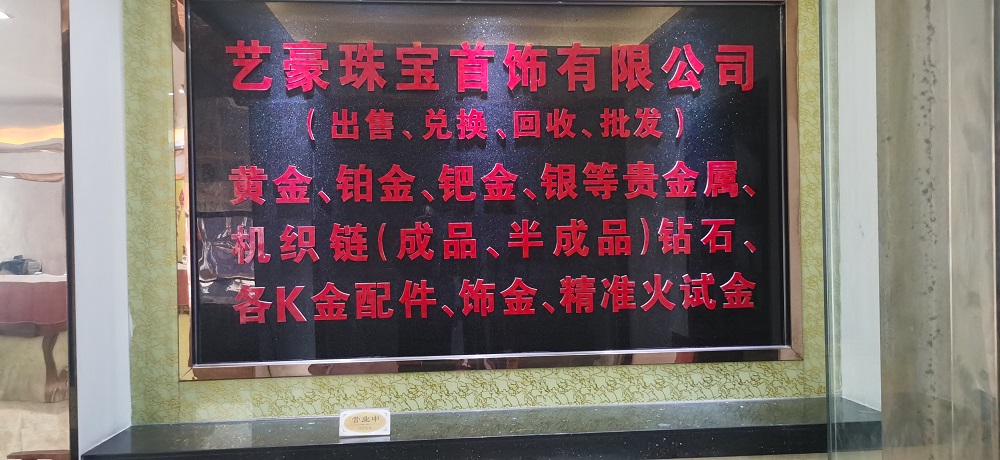 艺豪珠宝首饰有限公司
(出售、兑换、回收、批发)
黄金、铂金、钯金、银等贵金属、
机织链(成品、半成品)钻石、
各K金配件、饰金、精准火试金
营业中